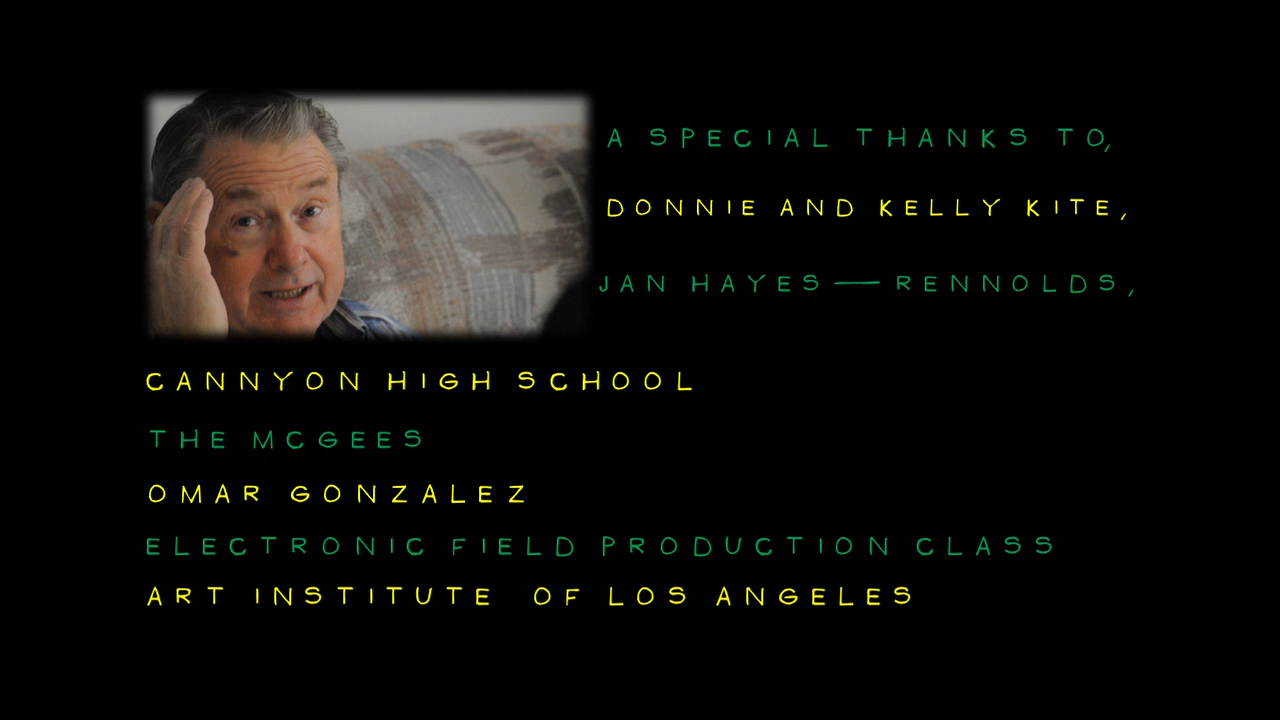 A SPECIAL THANKS TO,
DONNIE AND KELLY KITE,
JAN HAYES—RENNOLDS,
CANNYON HIGH SCHOOL
THE MCGEES
OMAR GONZALEZ
ELECTRONIC FIELD PRODUCTION CLASS
ART INSTITUTE OF LOS ANGELES